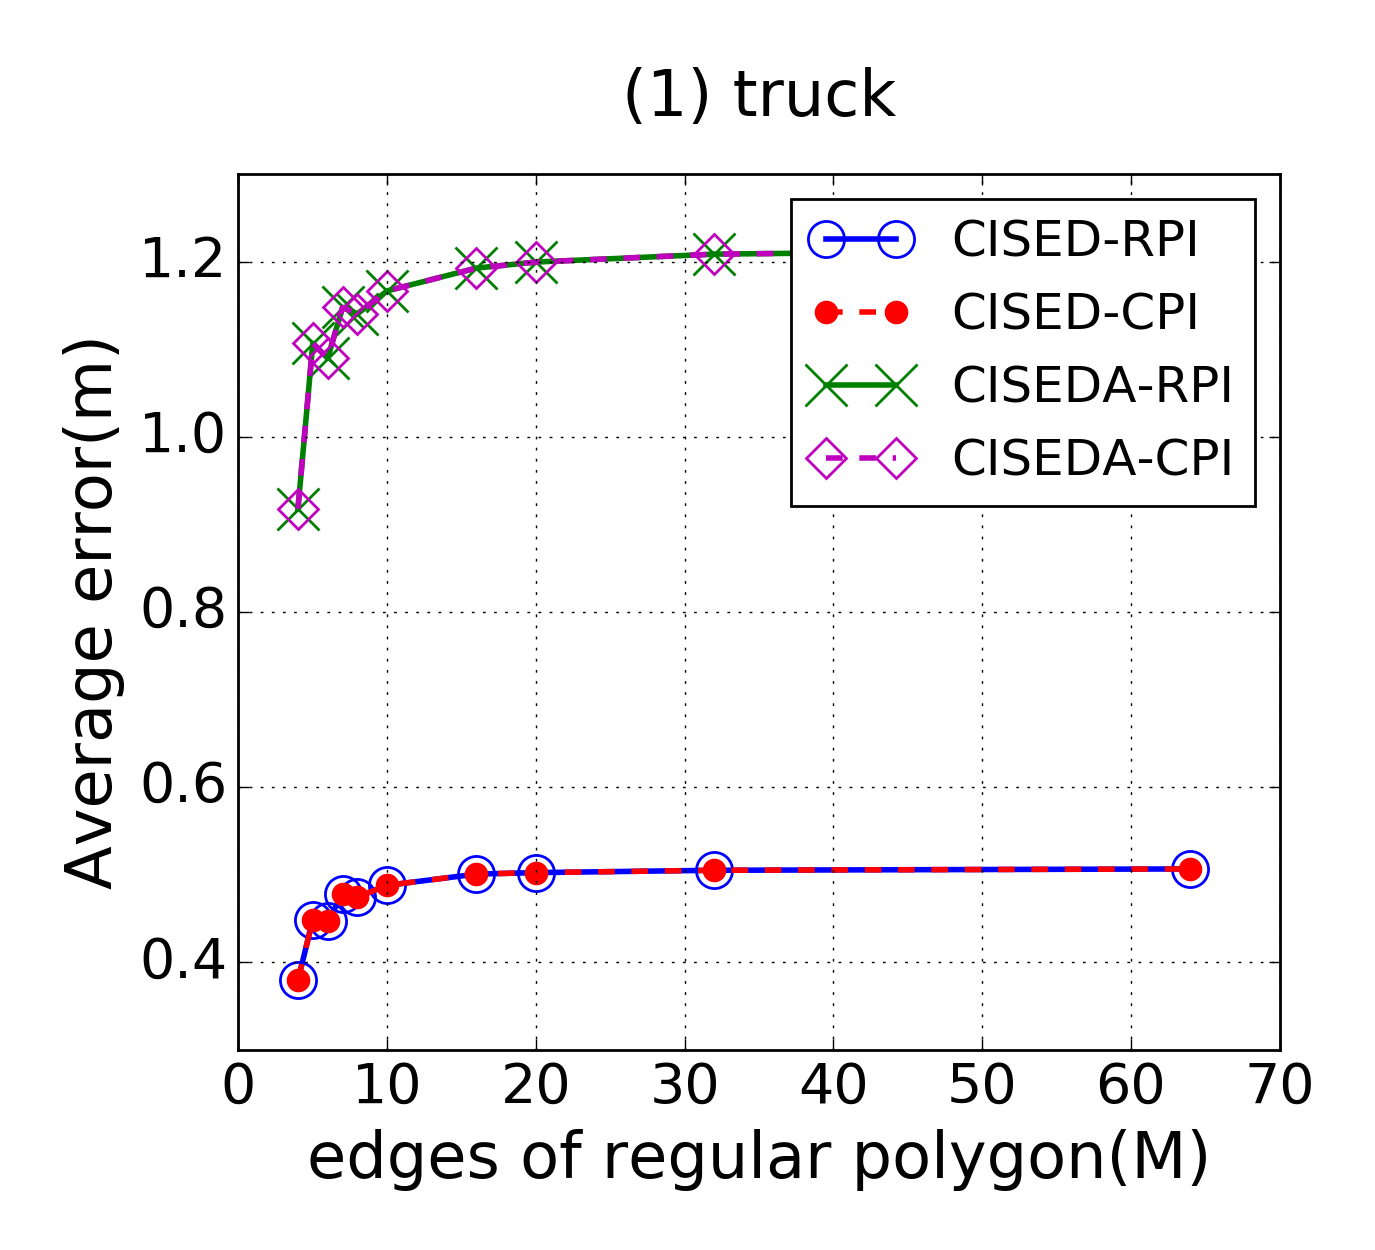 (1) truck
Average error(m)
1.2
1.0
0.8
0.6
0.4
CISED-RPI
CISED-CPI
CISEDA-RPI
CISEDA-CPI
0 10 20 30 40 50 60 70
edges of regular polygon(M)